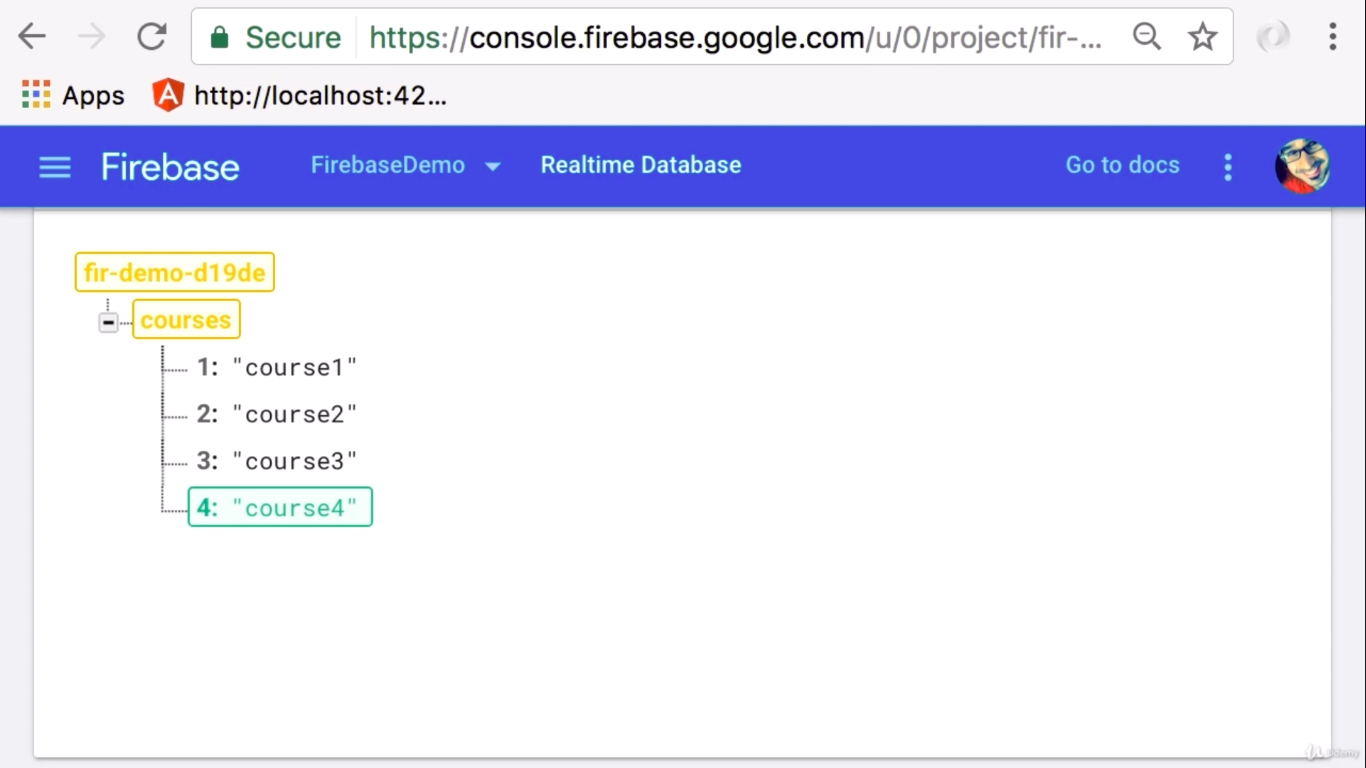 Secure https://console.firebase.google.com/u/0/project/fir-...
Apps http://localhost:42...
Firebase FirebaseDemo Realtime Database Go to docs
fir-demo-d19de
courses
1: "course1"
2: "course2"
3: "course3"
4: "course4"
Udemy